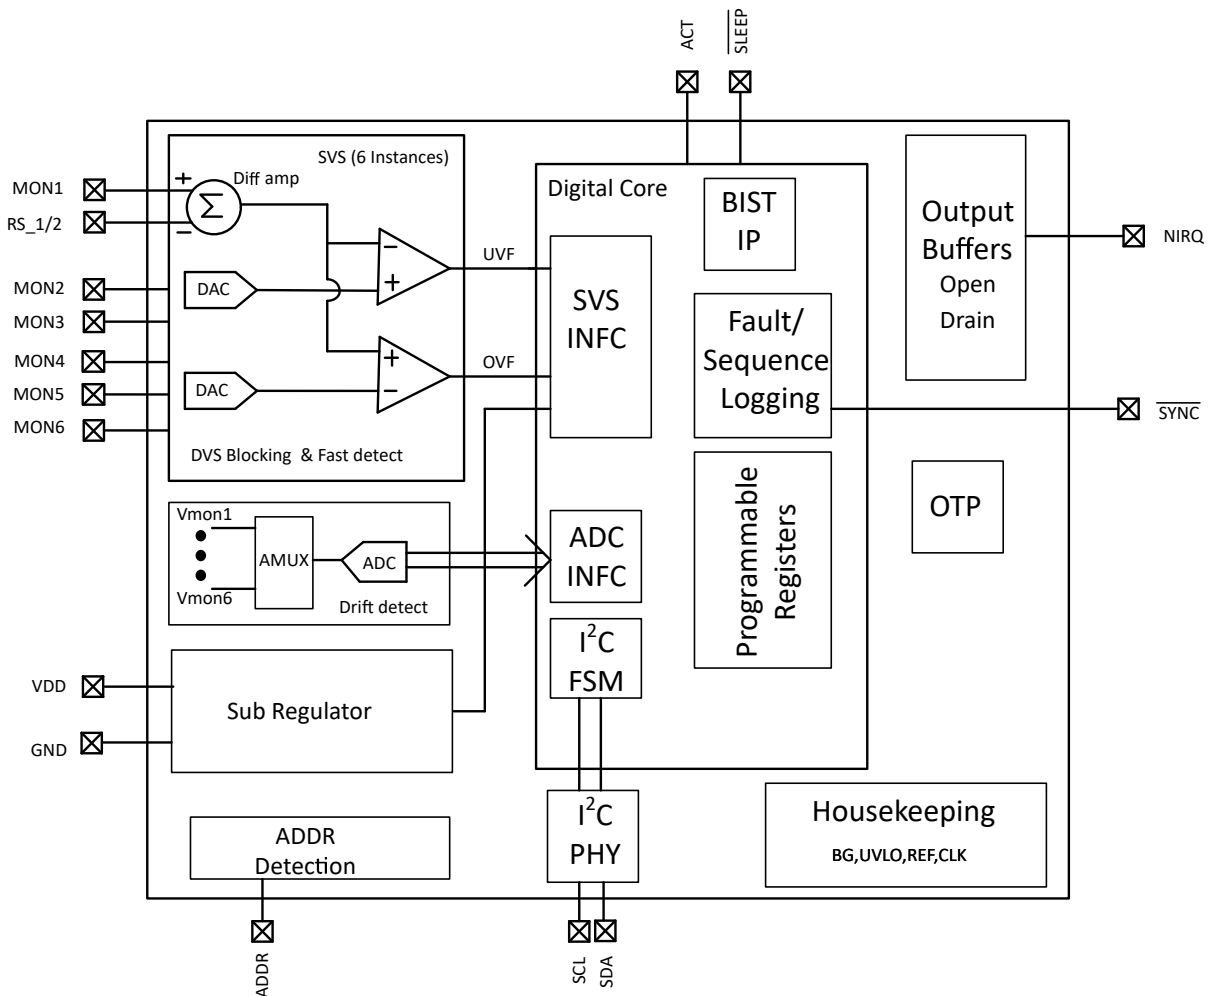 ACT
SLEEP
SVS (6 Instances)
Diff amp
+
Σ
−
MON1
RS_1/2
MON2
MON3
MON4
MON5
MON6
DAC
DAC
−
+
+
−
UVF
OVF
DVS Blocking & Fast detect
Digital Core
BIST
IP
SVS
INFC
Fault/
Sequence
Logging
Output
Buffers
Open
Drain
NIRQ
SYNC
Vmon1
Vmon6
AMUX
ADC
Drift detect
ADC
INFC
Programmable
Registers
OTP
I²C
FSM
VDD
GND
Sub Regulator
I²C
PHY
Housekeeping
BG,UVLO,REF,CLK
ADDR
Detection
ADDR
SCL
SDA